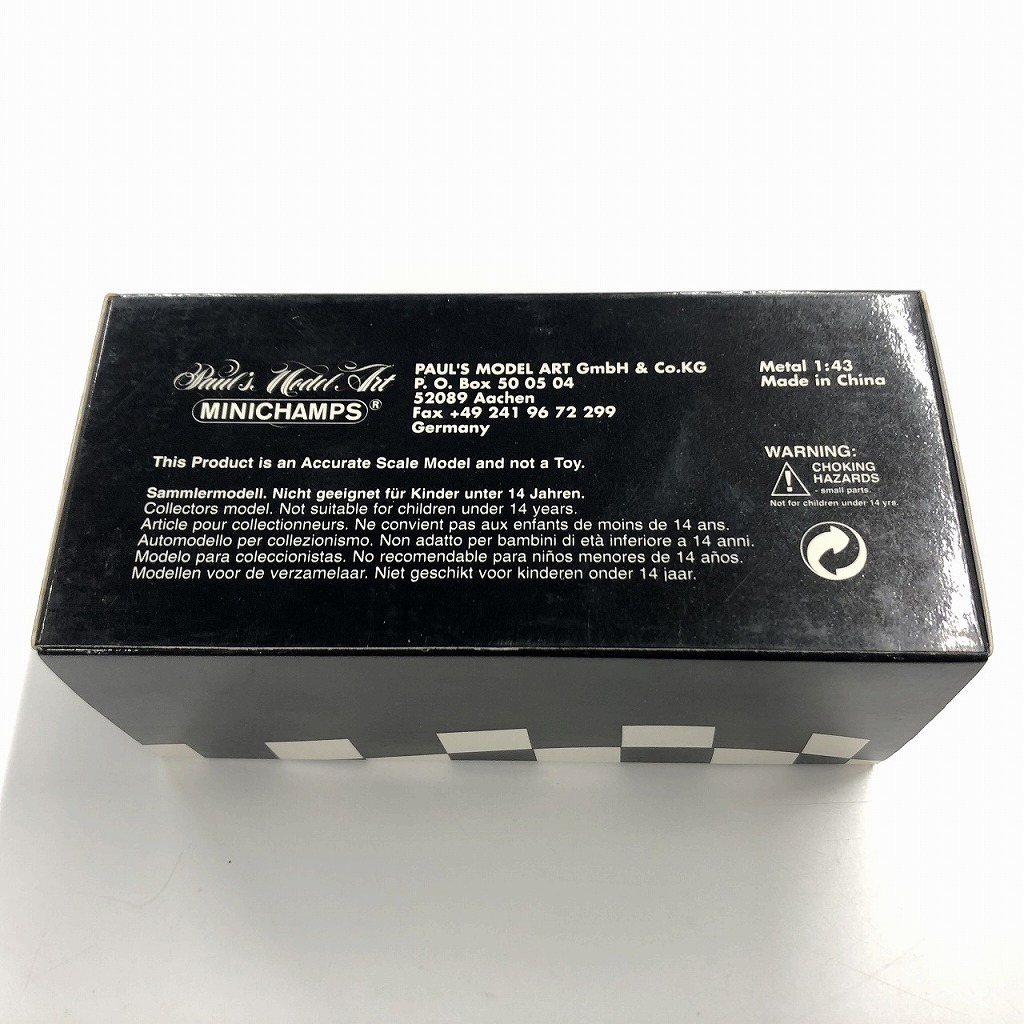 Paul's Model Art
MINICHAMPS®
PAUL'S MODEL ART GmbH & Co.KG
P. O. Box 50 05 04
52089 Aachen
Fax +49 241 96 72 299
Germany
Metal 1:43
Made in China
This Product is an Accurate Scale Model and not a Toy.
Sammlermodell. Nicht geeignet für Kinder unter 14 Jahren.
Collectors model. Not suitable for children under 14 years.
Article pour collectionneurs. Ne convient pas aux enfants de moins de 14 ans.
Automodello per collezionismo. Non adatto per bambini di età inferiore a 14 anni.
Modelo para coleccionistas. No recomendable para niños menores de 14 años.
Modellen voor de verzamelaar. Niet geschikt voor kinderen onder 14 jaar.
WARNING:
CHOKING
HAZARDS
- small parts.
Not for children under 14 yrs.